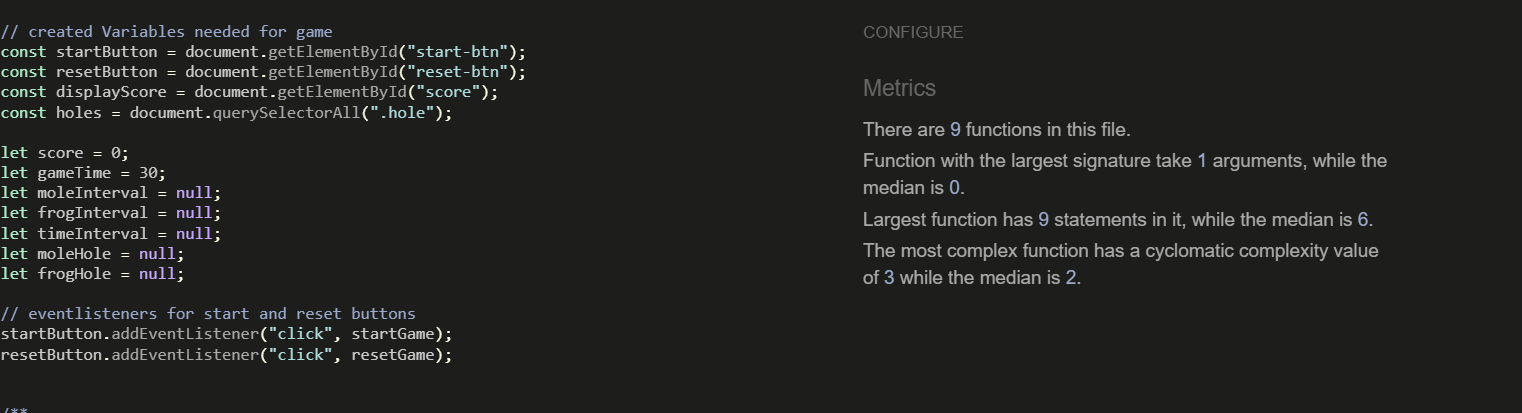 // created Variables needed for game
const startButton = document.getElementById("start-btn");
const resetButton = document.getElementById("reset-btn");
const displayScore = document.getElementById("score");
const holes = document.querySelectorAll(".hole");
let score = 0;
let gameTime = 30;
let moleInterval = null;
let frogInterval = null;
let timeInterval = null;
let moleHole = null;
let frogHole = null;
// eventlisteners for start and reset buttons
startButton.addEventListener("click", startGame);
resetButton.addEventListener("click", resetGame);
/**
CONFIGURE
Metrics
There are 9 functions in this file.
Function with the largest signature take 1 arguments, while the
median is 0.
Largest function has 9 statements in it, while the median is 6.
The most complex function has a cyclomatic complexity value
of 3 while the median is 2.